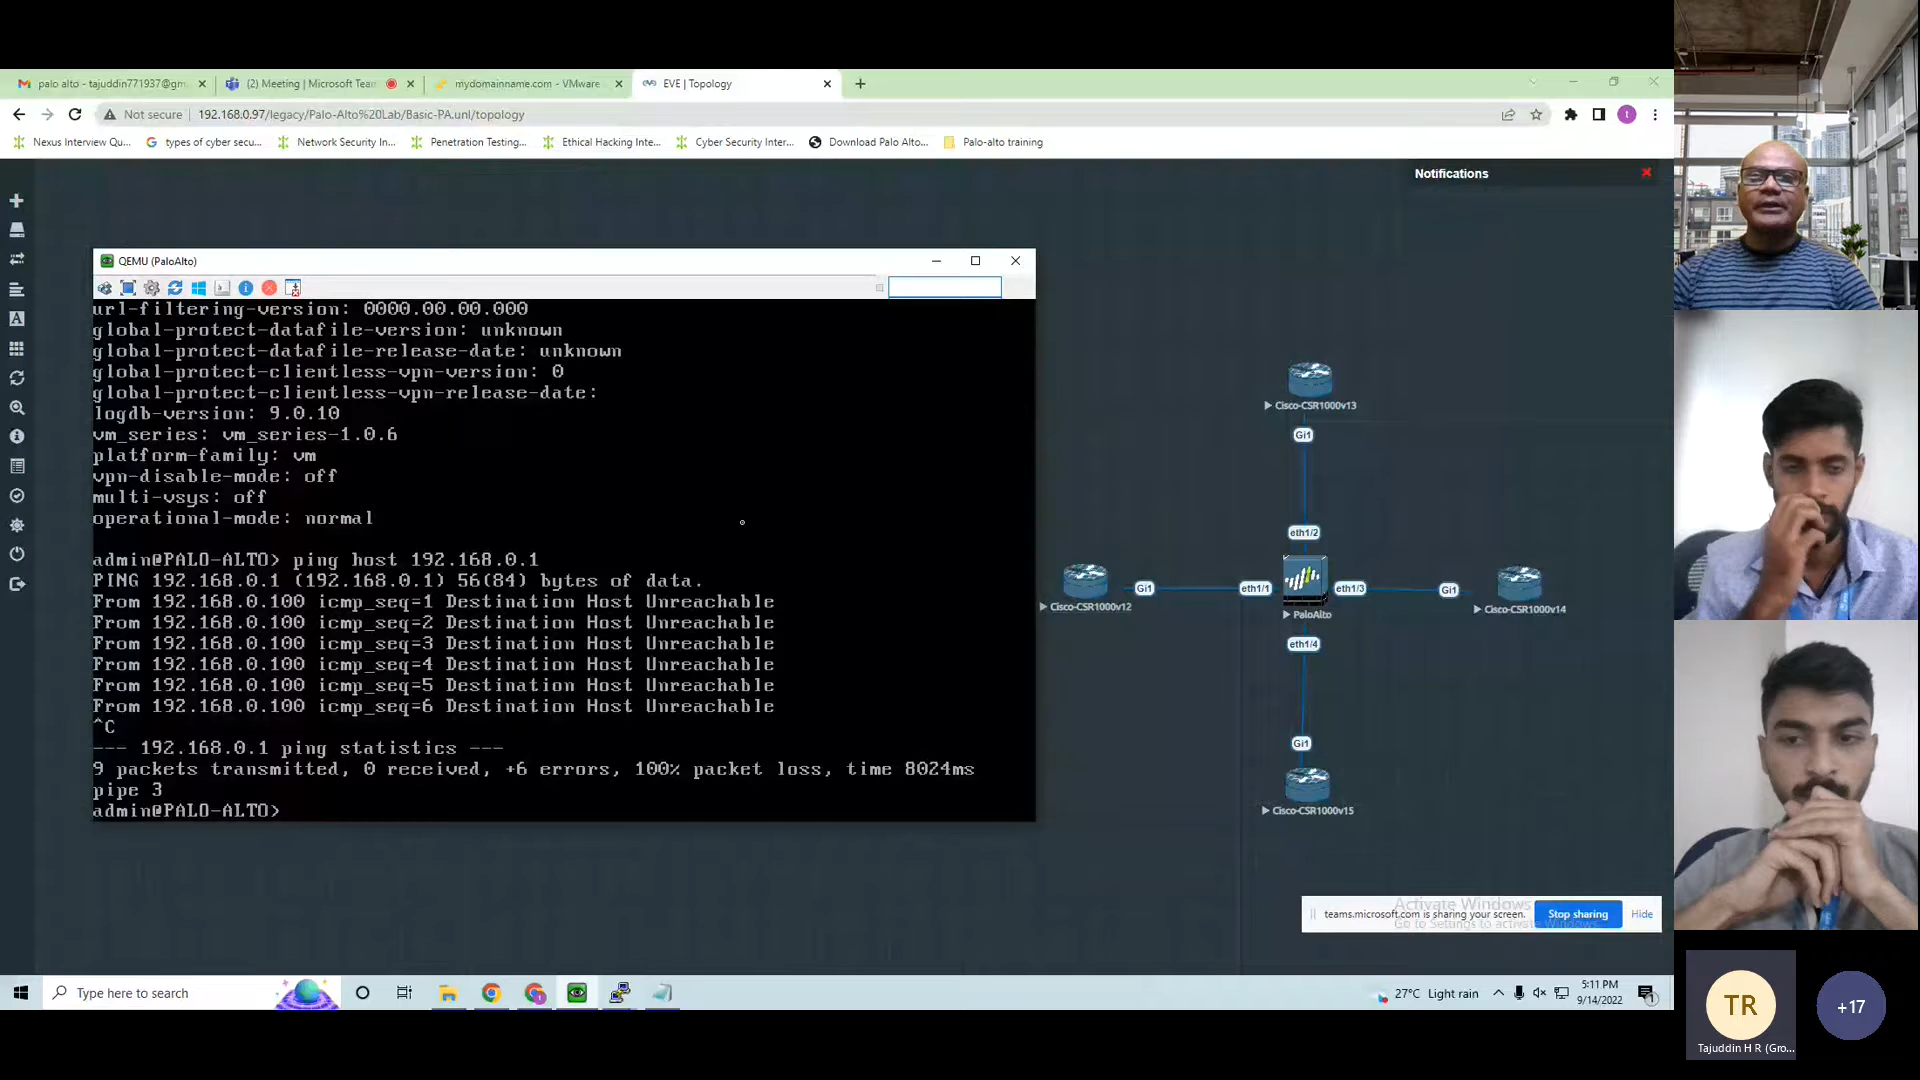 palo alto - tajuddin771937@gm
(2) Meeting | Microsoft Team
mydomainname.com - VMware
EVE | Topology
Not secure
192.168.0.97/legacy/Palo-Alto%20Lab/Basic-PA.unl/topology
t
Nexus Interview Qu...
types of cyber secu...
Network Security In...
Penetration Testing...
Ethical Hacking Inte...
Cyber Security Inter...
Download Palo Alto...
Palo-alto training
Notifications
QEMU (PaloAlto)
url-filtering-version: 0000.00.00.000
global-protect-datafile-version: unknown
global-protect-datafile-release-date: unknown
global-protect-clientless-vpn-version: 0
global-protect-clientless-vpn-release-date:
logdb-version: 9.0.10
vm_series: vm_series-1.0.6
platform-family: vm
vpn-disable-mode: off
multi-vsys: off
operational-mode: normal
admin@PALO-ALTO> ping host 192.168.0.1
PING 192.168.0.1 (192.168.0.1) 56(84) bytes of data.
From 192.168.0.100 icmp_seq=1 Destination Host Unreachable
From 192.168.0.100 icmp_seq=2 Destination Host Unreachable
From 192.168.0.100 icmp_seq=3 Destination Host Unreachable
From 192.168.0.100 icmp_seq=4 Destination Host Unreachable
From 192.168.0.100 icmp_seq=5 Destination Host Unreachable
From 192.168.0.100 icmp_seq=6 Destination Host Unreachable
^C
--- 192.168.0.1 ping statistics ---
9 packets transmitted, 0 received, +6 errors, 100% packet loss, time 8024ms
pipe 3
admin@PALO-ALTO>
Cisco-CSR1000v13
Gi1
eth1/2
Cisco-CSR1000v12
Gi1
eth1/1
PaloAlto
eth1/3
Gi1
Cisco-CSR1000v14
eth1/4
Gi1
Cisco-CSR1000v15
Activate Windows
Go to Settings to activate Windows.
teams.microsoft.com is sharing your screen.
Stop sharing
Hide
Type here to search
27°C Light rain
5:11 PM
9/14/2022
1
TR
Tajuddin H R (Gro...
+17